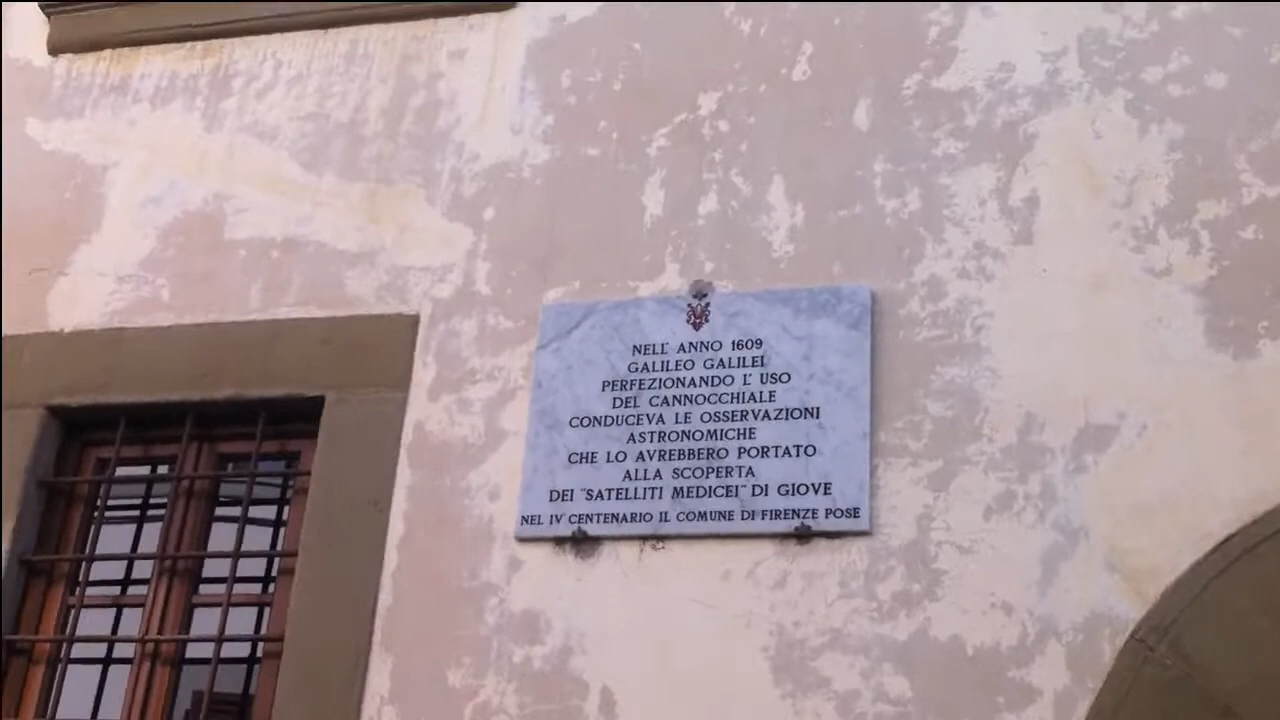 NELL' ANNO 1609
GALILEO GALILEI
PERFEZIONANDO L' USO
DEL CANNOCCHIALE
CONDUCEVA LE OSSERVAZIONI
ASTRONOMICHE
CHE LO AVREBBERO PORTATO
ALLA SCOPERTA
DEI "SATELLITI MEDICEI" DI GIOVE
NEL IV CENTENARIO IL COMUNE DI FIRENZE POSE